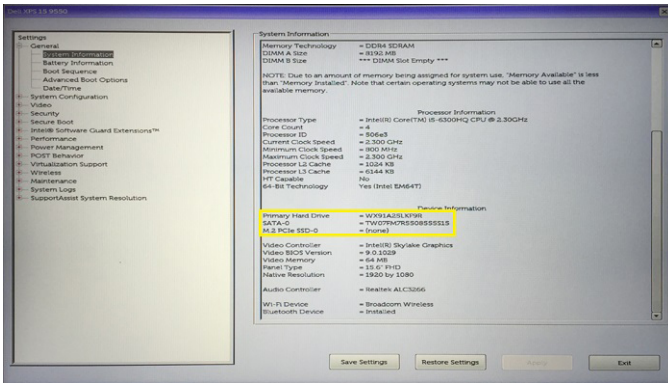 Dell XPS 15 9550
Settings
General
System Information
Battery Information
Boot Sequence
Advanced Boot Options
Date/Time
System Configuration
Video
Security
Secure Boot
Intel® Software Guard Extensions™
Performance
Power Management
POST Behavior
Virtualization Support
Wireless
Maintenance
System Logs
SupportAssist System Resolution
System Information
Memory Technology = DDR4 SDRAM
DIMM A Size = 8192 MB
DIMM B Size *** DIMM Slot Empty ***
NOTE: Due to an amount of memory being assigned for system use, "Memory Available" is less
than "Memory Installed". Note that certain operating systems may not be able to use all the
available memory.
Processor Information
Processor Type = Intel(R) Core(TM) i5-6300HQ CPU @ 2.30GHz
Core Count = 4
Processor ID = 506e3
Current Clock Speed = 2.300 GHz
Minimum Clock Speed = 800 MHz
Maximum Clock Speed = 2.300 GHz
Processor L2 Cache = 1024 KB
Processor L3 Cache = 6144 KB
HT Capable No
64-Bit Technology Yes (Intel EM64T)
Device Information
Primary Hard Drive
SATA-0
M.2 PCIe SSD-0 = (none)
Video Controller = Intel(R) Skylake Graphics
Video BIOS Version = 9.0.1029
Video Memory = 64 MB
Panel Type = 15.6" FHD
Native Resolution = 1920 by 1080
Audio Controller = Realtek ALC3266
Wi-Fi Device = Broadcom Wireless
Bluetooth Device = Installed
Save Settings
Restore Settings
Apply
Exit